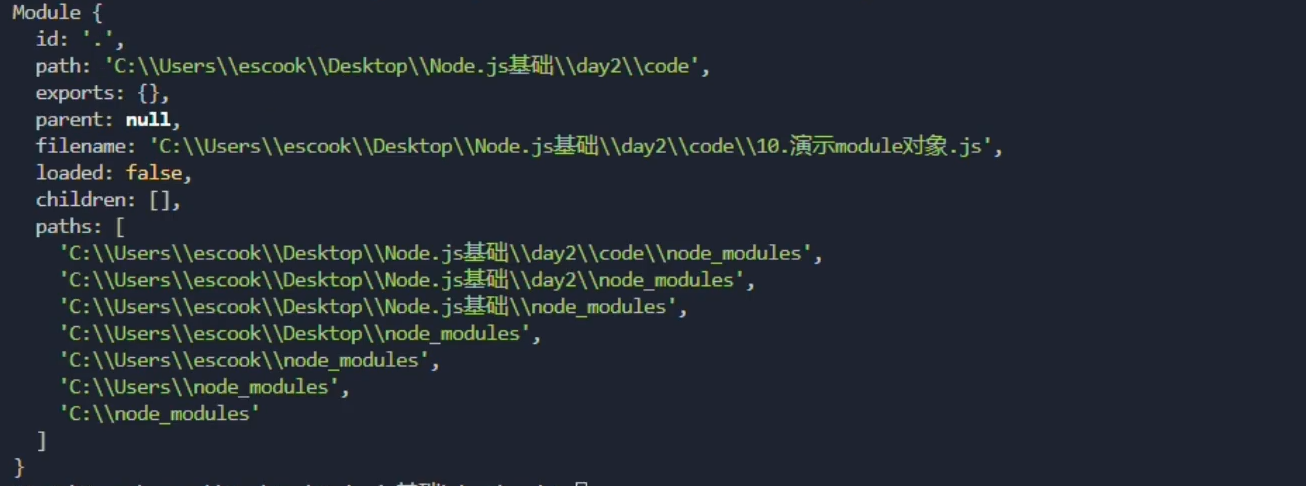 Module {
  id: '.',
  path: 'C:\\Users\\escook\\Desktop\\Node.js基础\\day2\\code',
  exports: {},
  parent: null,
  filename: 'C:\\Users\\escook\\Desktop\\Node.js基础\\day2\\code\\10.演示module对象.js',
  loaded: false,
  children: [],
  paths: [
    'C:\\Users\\escook\\Desktop\\Node.js基础\\day2\\code\\node_modules',
    'C:\\Users\\escook\\Desktop\\Node.js基础\\day2\\node_modules',
    'C:\\Users\\escook\\Desktop\\Node.js基础\\node_modules',
    'C:\\Users\\escook\\Desktop\\node_modules',
    'C:\\Users\\escook\\node_modules',
    'C:\\Users\\node_modules',
    'C:\\node_modules'
  ]
}